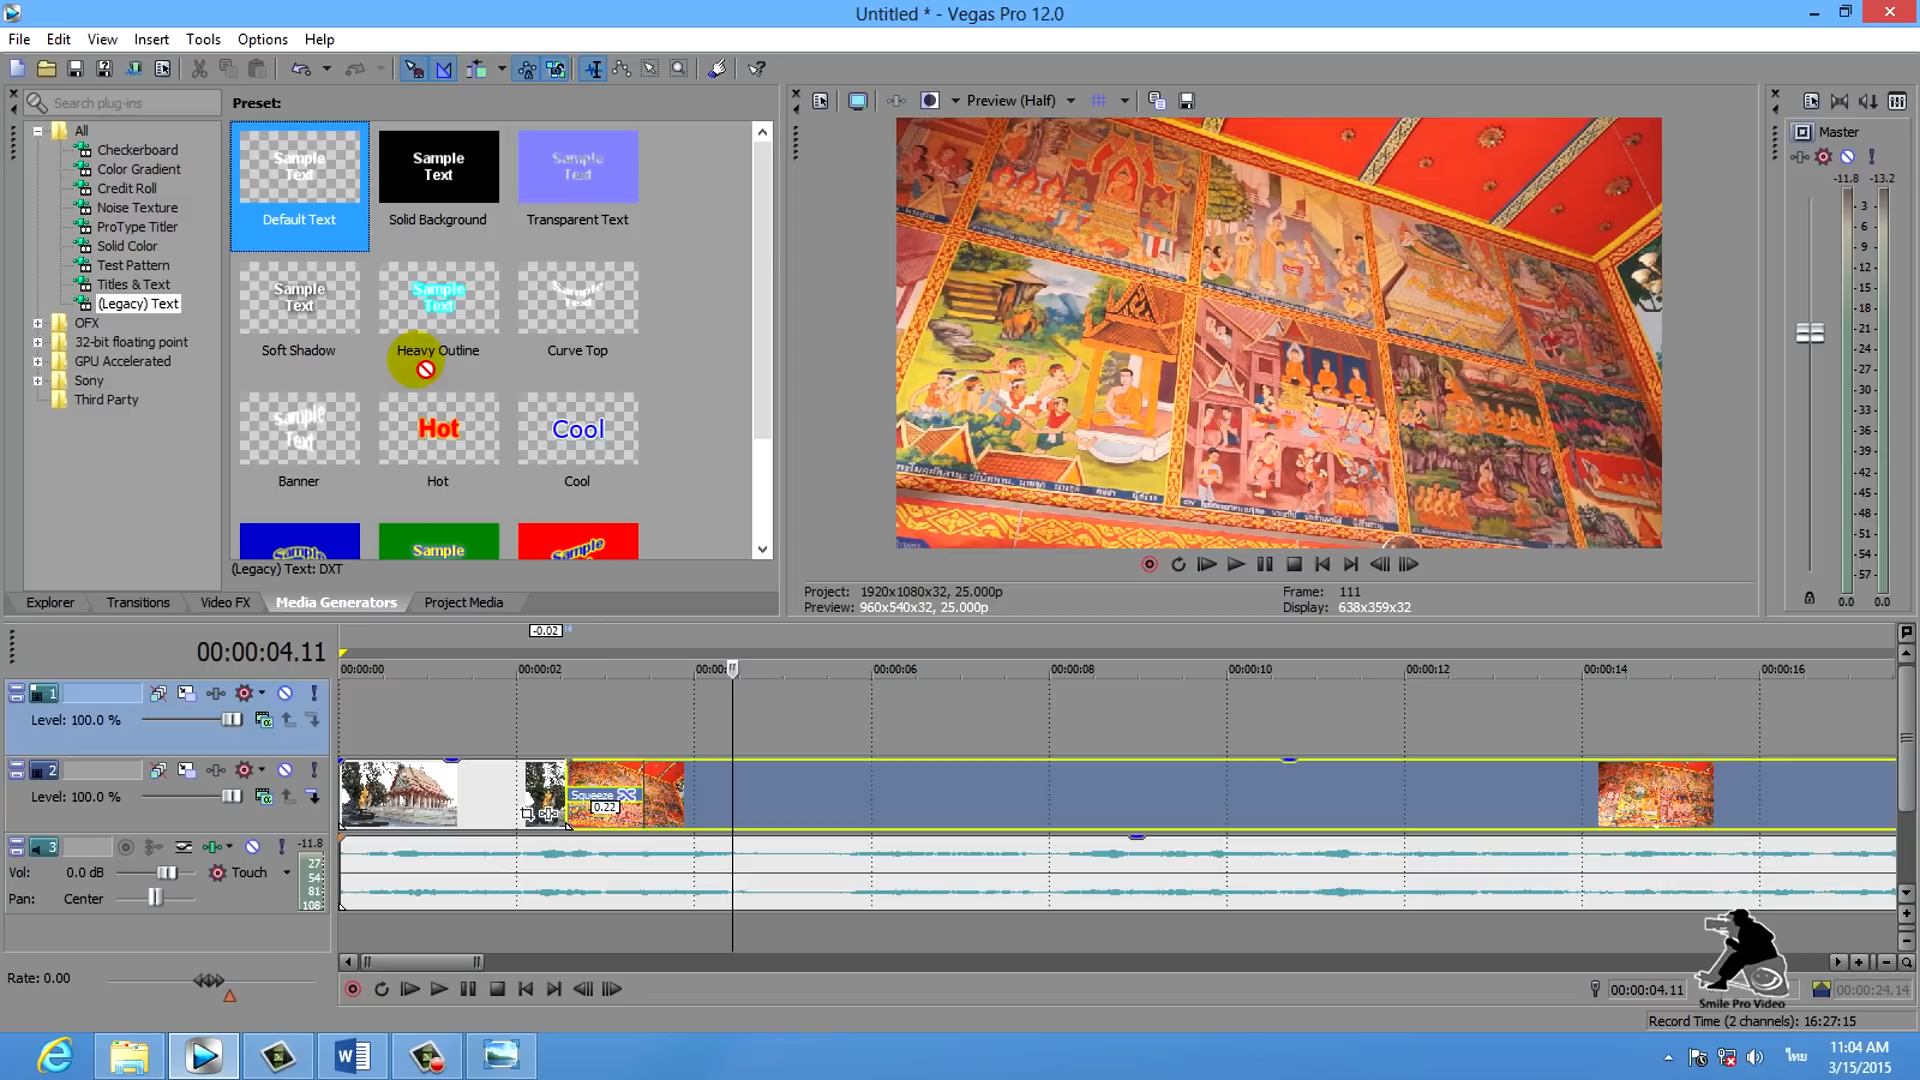 Untitled * - Vegas Pro 12.0
File Edit View Insert Tools Options Help
Search plug-ins
Preset:
All
Checkerboard
Color Gradient
Credit Roll
Noise Texture
ProType Titler
Solid Color
Test Pattern
Titles & Text
(Legacy) Text
OFX
32-bit floating point
GPU Accelerated
Sony
Third Party
Sample Text
Sample Text
Sample Text
Default Text Solid Background Transparent Text
Sample Text
Sample Text
Sample Text
Soft Shadow Heavy Outline Curve Top
Sample Text
Hot
Cool
Banner Hot Cool
Sample
Sample
Sample
(Legacy) Text: DXT
Explorer Transitions Video FX Media Generators Project Media
Preview (Half)
Project: 1920x1080x32, 25.000p
Preview: 960x540x32, 25.000p
Frame: 111
Display: 638x359x32
Master
-11.8 -13.2
3
6
9
12
15
18
21
24
27
30
33
36
39
42
45
48
51
54
57
0.0 0.0
-0.02
00:00:04.11
00:00:00 00:00:02 00:00: 00:00:06 00:00:08 00:00:10 00:00:12 00:00:14 00:00:16
1
Level: 100.0 %
2
Level: 100.0 %
Squeeze
0.22
3
-11.8
Vol: 0.0 dB Touch
Pan: Center
27
54
81
108
Rate: 0.00
00:00:04.11
00:00:24.14
Smile Pro Video
Record Time (2 channels): 16:27:15
ไทย
11:04 AM
3/15/2015